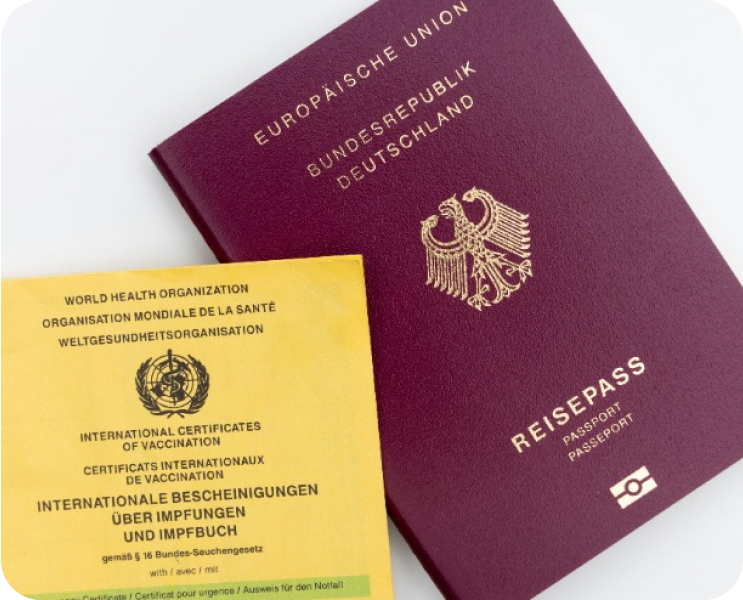 EUROPÄISCHE UNION
BUNDESREPUBLIK
DEUTSCHLAND
REISEPASS
PASSPORT
PASSEPORT
WORLD HEALTH ORGANIZATION
ORGANISATION MONDIALE DE LA SANTÉ
WELTGESUNDHEITSORGANISATION
INTERNATIONAL CERTIFICATES
OF VACCINATION
CERTIFICATS INTERNATIONAUX
DE VACCINATION
INTERNATIONALE BESCHEINIGUNGEN
ÜBER IMPFUNGEN
UND IMPFBUCH
gemäß § 16 Bundes-Seuchengesetz
with / avec / mit
Certificate / Certificat pour urgence / Ausweis für den Notfall